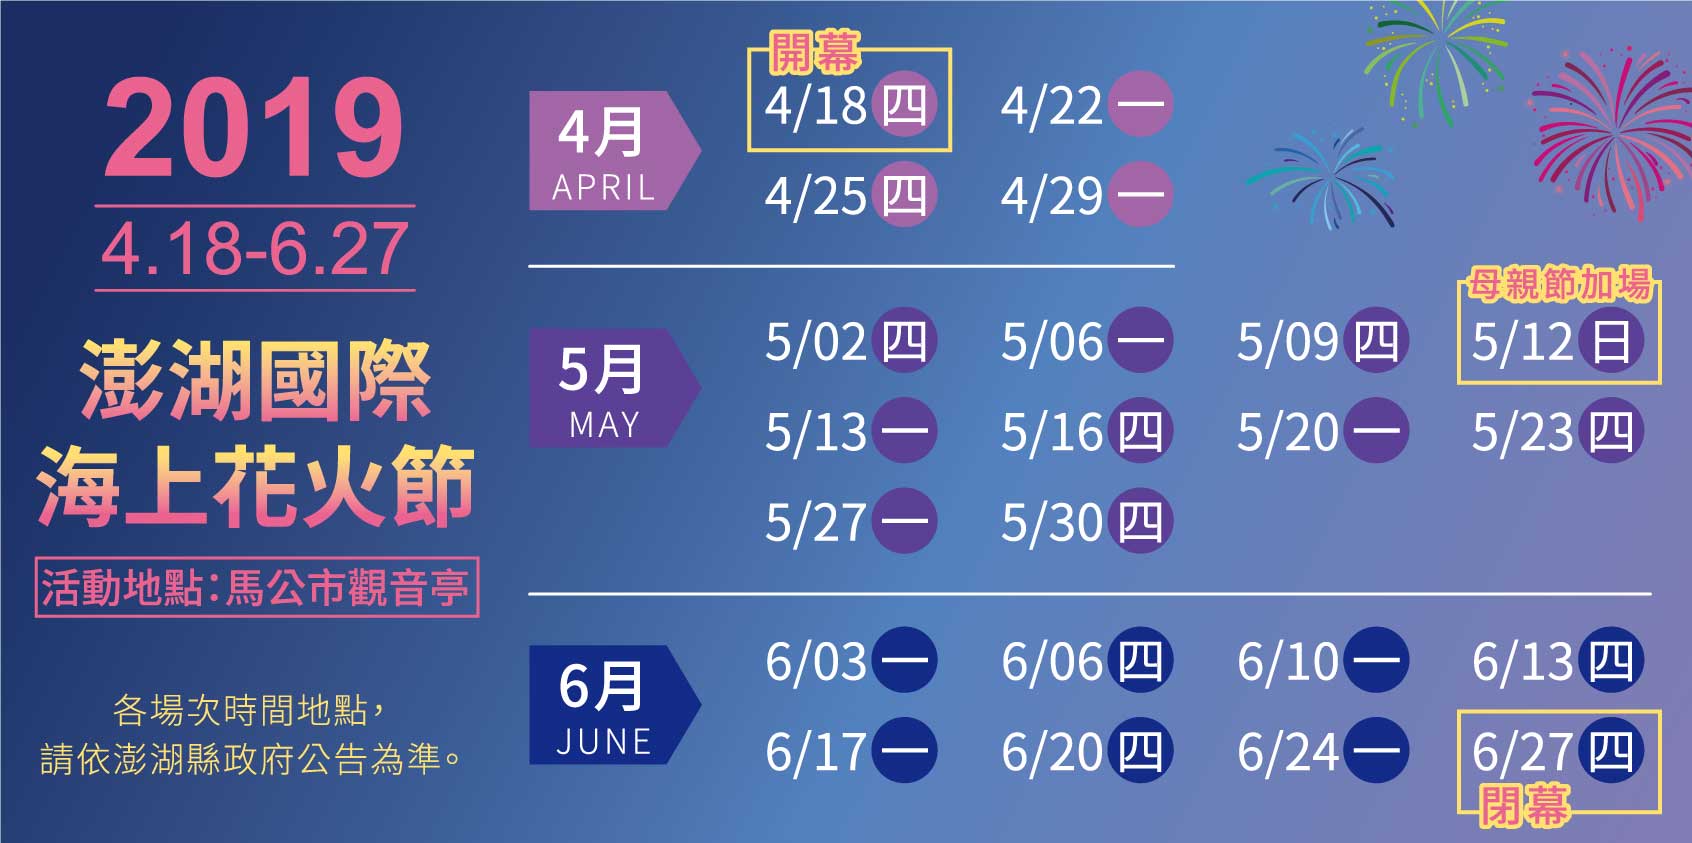 2019
4.18-6.27
澎湖國際
海上花火節
活動地點：馬公市觀音亭
各場次時間地點，
請依澎湖縣政府公告為準。
4月
APRIL
開幕
4/18 四 4/22 一
4/25 四 4/29 一
5月
MAY
母親節加場
5/02 四 5/06 一 5/09 四 5/12 日
5/13 一 5/16 四 5/20 一 5/23 四
5/27 一 5/30 四
6月
JUNE
6/03 一 6/06 四 6/10 一 6/13 四
6/17 一 6/20 四 6/24 一 6/27 四
閉幕